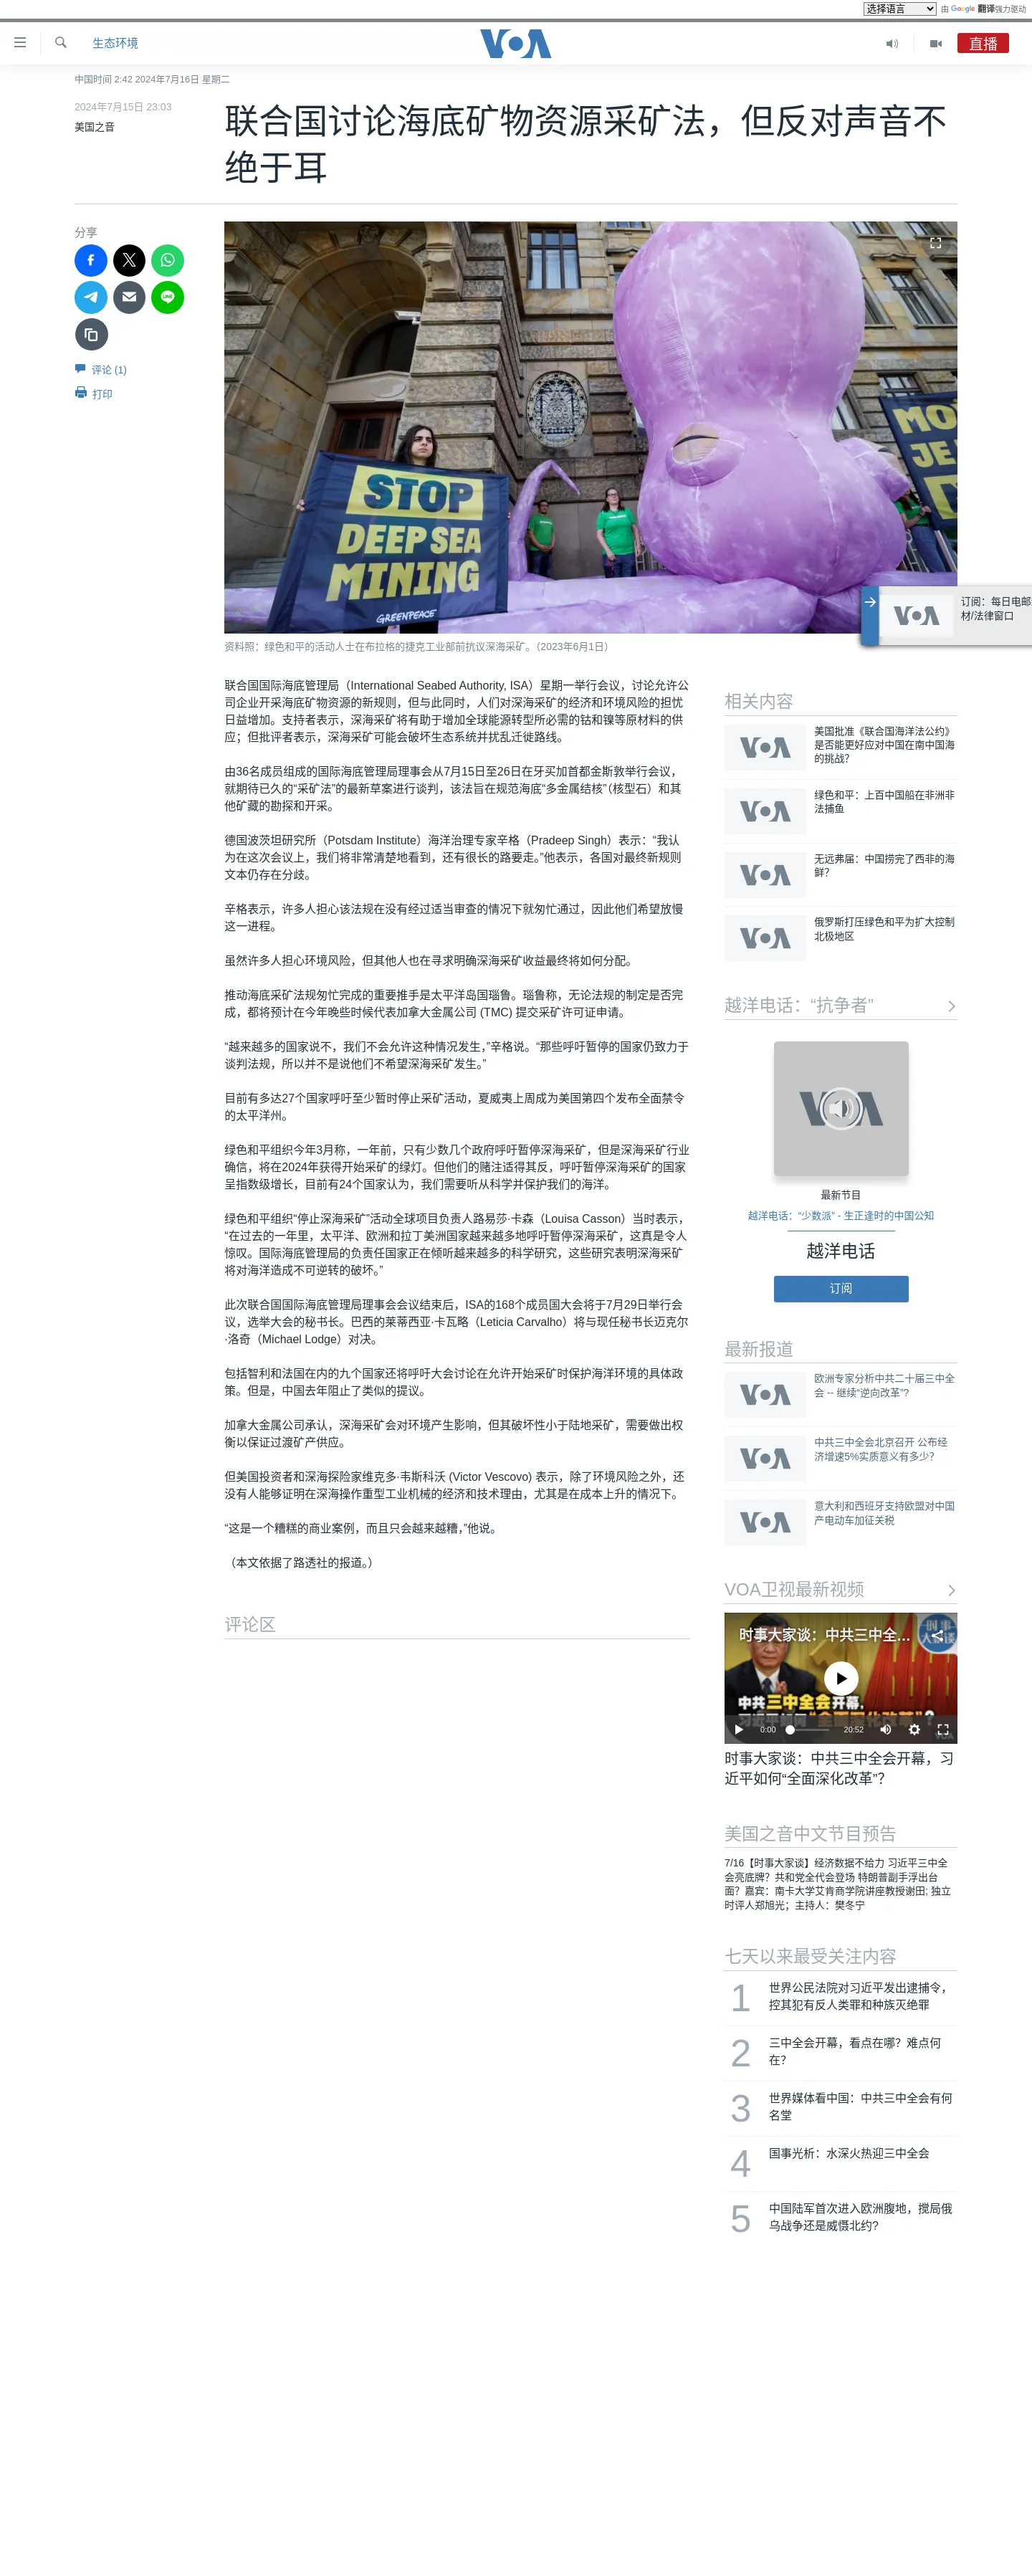 选择语言
由 Google 翻译强力驱动
生态环境
VOA
直播
中国时间 2:42 2024年7月16日 星期二
2024年7月15日 23:03
美国之音
联合国讨论海底矿物资源采矿法，但反对声音不
绝于耳
分享
评论 (1)
打印
STOP
DEEP SEA
MINING
GREENPEACE
资料照：绿色和平的活动人士在布拉格的捷克工业部前抗议深海采矿。（2023年6月1日）
VOA
订阅：每日电邮
材/法律窗口
联合国国际海底管理局（International Seabed Authority, ISA）星期一举行会议，讨论允许公
司企业开采海底矿物资源的新规则，但与此同时，人们对深海采矿的经济和环境风险的担忧
日益增加。支持者表示，深海采矿将有助于增加全球能源转型所必需的钴和镍等原材料的供
应；但批评者表示，深海采矿可能会破坏生态系统并扰乱迁徙路线。
由36名成员组成的国际海底管理局理事会从7月15日至26日在牙买加首都金斯敦举行会议，
就期待已久的“采矿法”的最新草案进行谈判，该法旨在规范海底“多金属结核”（核型石）和其
他矿藏的勘探和开采。
德国波茨坦研究所（Potsdam Institute）海洋治理专家辛格（Pradeep Singh）表示：“我认
为在这次会议上，我们将非常清楚地看到，还有很长的路要走。”他表示，各国对最终新规则
文本仍存在分歧。
辛格表示，许多人担心该法规在没有经过适当审查的情况下就匆忙通过，因此他们希望放慢
这一进程。
虽然许多人担心环境风险，但其他人也在寻求明确深海采矿收益最终将如何分配。
推动海底采矿法规匆忙完成的重要推手是太平洋岛国瑙鲁。瑙鲁称，无论法规的制定是否完
成，都将预计在今年晚些时候代表加拿大金属公司 (TMC) 提交采矿许可证申请。
“越来越多的国家说不，我们不会允许这种情况发生，”辛格说。“那些呼吁暂停的国家仍致力于
谈判法规，所以并不是说他们不希望深海采矿发生。”
目前有多达27个国家呼吁至少暂时停止采矿活动，夏威夷上周成为美国第四个发布全面禁令
的太平洋州。
绿色和平组织今年3月称，一年前，只有少数几个政府呼吁暂停深海采矿，但是深海采矿行业
确信，将在2024年获得开始采矿的绿灯。但他们的赌注适得其反，呼吁暂停深海采矿的国家
呈指数级增长，目前有24个国家认为，我们需要听从科学并保护我们的海洋。
绿色和平组织“停止深海采矿”活动全球项目负责人路易莎·卡森（Louisa Casson）当时表示，
“在过去的一年里，太平洋、欧洲和拉丁美洲国家越来越多地呼吁暂停深海采矿，这真是令人
惊叹。国际海底管理局的负责任国家正在倾听越来越多的科学研究，这些研究表明深海采矿
将对海洋造成不可逆转的破坏。”
此次联合国国际海底管理局理事会会议结束后，ISA的168个成员国大会将于7月29日举行会
议，选举大会的秘书长。巴西的莱蒂西亚·卡瓦略（Leticia Carvalho）将与现任秘书长迈克尔
·洛奇（Michael Lodge）对决。
包括智利和法国在内的九个国家还将呼吁大会讨论在允许开始采矿时保护海洋环境的具体政
策。但是，中国去年阻止了类似的提议。
加拿大金属公司承认，深海采矿会对环境产生影响，但其破坏性小于陆地采矿，需要做出权
衡以保证过渡矿产供应。
但美国投资者和深海探险家维克多·韦斯科沃 (Victor Vescovo) 表示，除了环境风险之外，还
没有人能够证明在深海操作重型工业机械的经济和技术理由，尤其是在成本上升的情况下。
“这是一个糟糕的商业案例，而且只会越来越糟，”他说。
（本文依据了路透社的报道。）
评论区
相关内容
VOA
美国批准《联合国海洋法公约》
是否能更好应对中国在南中国海
的挑战？
VOA
绿色和平：上百中国船在非洲非
法捕鱼
VOA
无远弗届：中国捞完了西非的海
鲜？
VOA
俄罗斯打压绿色和平为扩大控制
北极地区
越洋电话：“抗争者”
VOA
最新节目
越洋电话：“少数派” - 生正逢时的中国公知
越洋电话
订阅
最新报道
VOA
欧洲专家分析中共二十届三中全
会 -- 继续“逆向改革”?
VOA
中共三中全会北京召开 公布经
济增速5%实质意义有多少？
VOA
意大利和西班牙支持欧盟对中国
产电动车加征关税
VOA卫视最新视频
时事大家谈：中共三中全...
时事
大家谈
中共三中全会开幕，
习近平如何“全面深化改革”？
0:00
20:52
时事大家谈：中共三中全会开幕，习
近平如何“全面深化改革”？
美国之音中文节目预告
7/16【时事大家谈】经济数据不给力 习近平三中全
会亮底牌？共和党全代会登场 特朗普副手浮出台
面？嘉宾：南卡大学艾肯商学院讲座教授谢田; 独立
时评人郑旭光；主持人：樊冬宁
七天以来最受关注内容
1
世界公民法院对习近平发出逮捕令，
控其犯有反人类罪和种族灭绝罪
2
三中全会开幕，看点在哪？难点何
在？
3
世界媒体看中国：中共三中全会有何
名堂
4
国事光析：水深火热迎三中全会
5
中国陆军首次进入欧洲腹地，搅局俄
乌战争还是威慑北约？